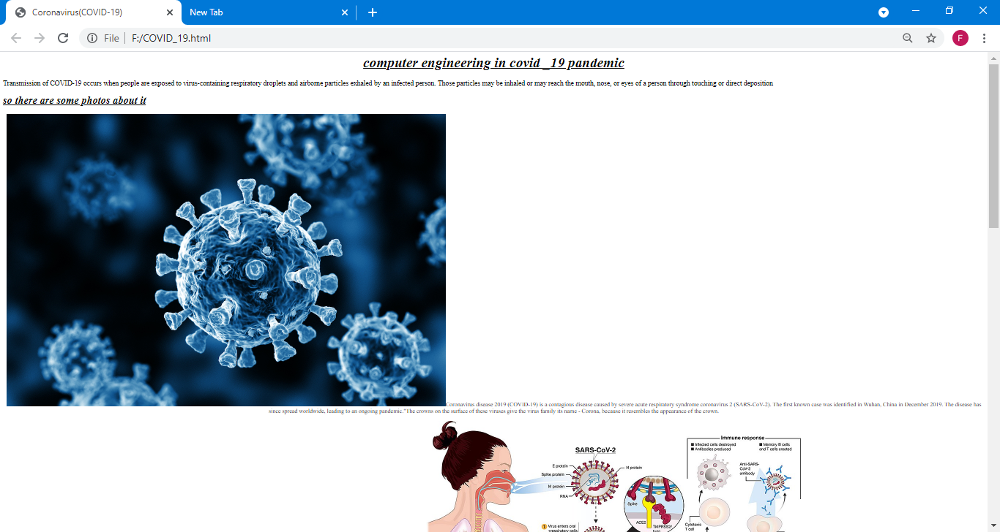 Coronavirus(COVID-19)
New Tab
File
F:/COVID_19.html
F
computer engineering in covid_19 pandemic
Transmission of COVID-19 occurs when people are exposed to virus-containing respiratory droplets and airborne particles exhaled by an infected person. Those particles may be inhaled or may reach the mouth, nose, or eyes of a person through touching or direct deposition
so there are some photos about it
Coronavirus disease 2019 (COVID-19) is a contagious disease caused by severe acute respiratory syndrome coronavirus 2 (SARS-CoV-2). The first known case was identified in Wuhan, China in December 2019. The disease has
since spread worldwide, leading to an ongoing pandemic."The crowns on the surface of these viruses give the virus family its name - Corona, because it resembles the appearance of the crown.
SARS-CoV-2
E protein
Spike protein
M protein
RNA
N protein
Spike
ACE2
TMPRSS2/
1 Virus enters oral
+respiratory cells
Immune response
Infected cells destroyed
Antibodies produced
Memory B cells
and T cells created
Anti-SARS-
CoV-2
antibody
Cytotoxic
T cell